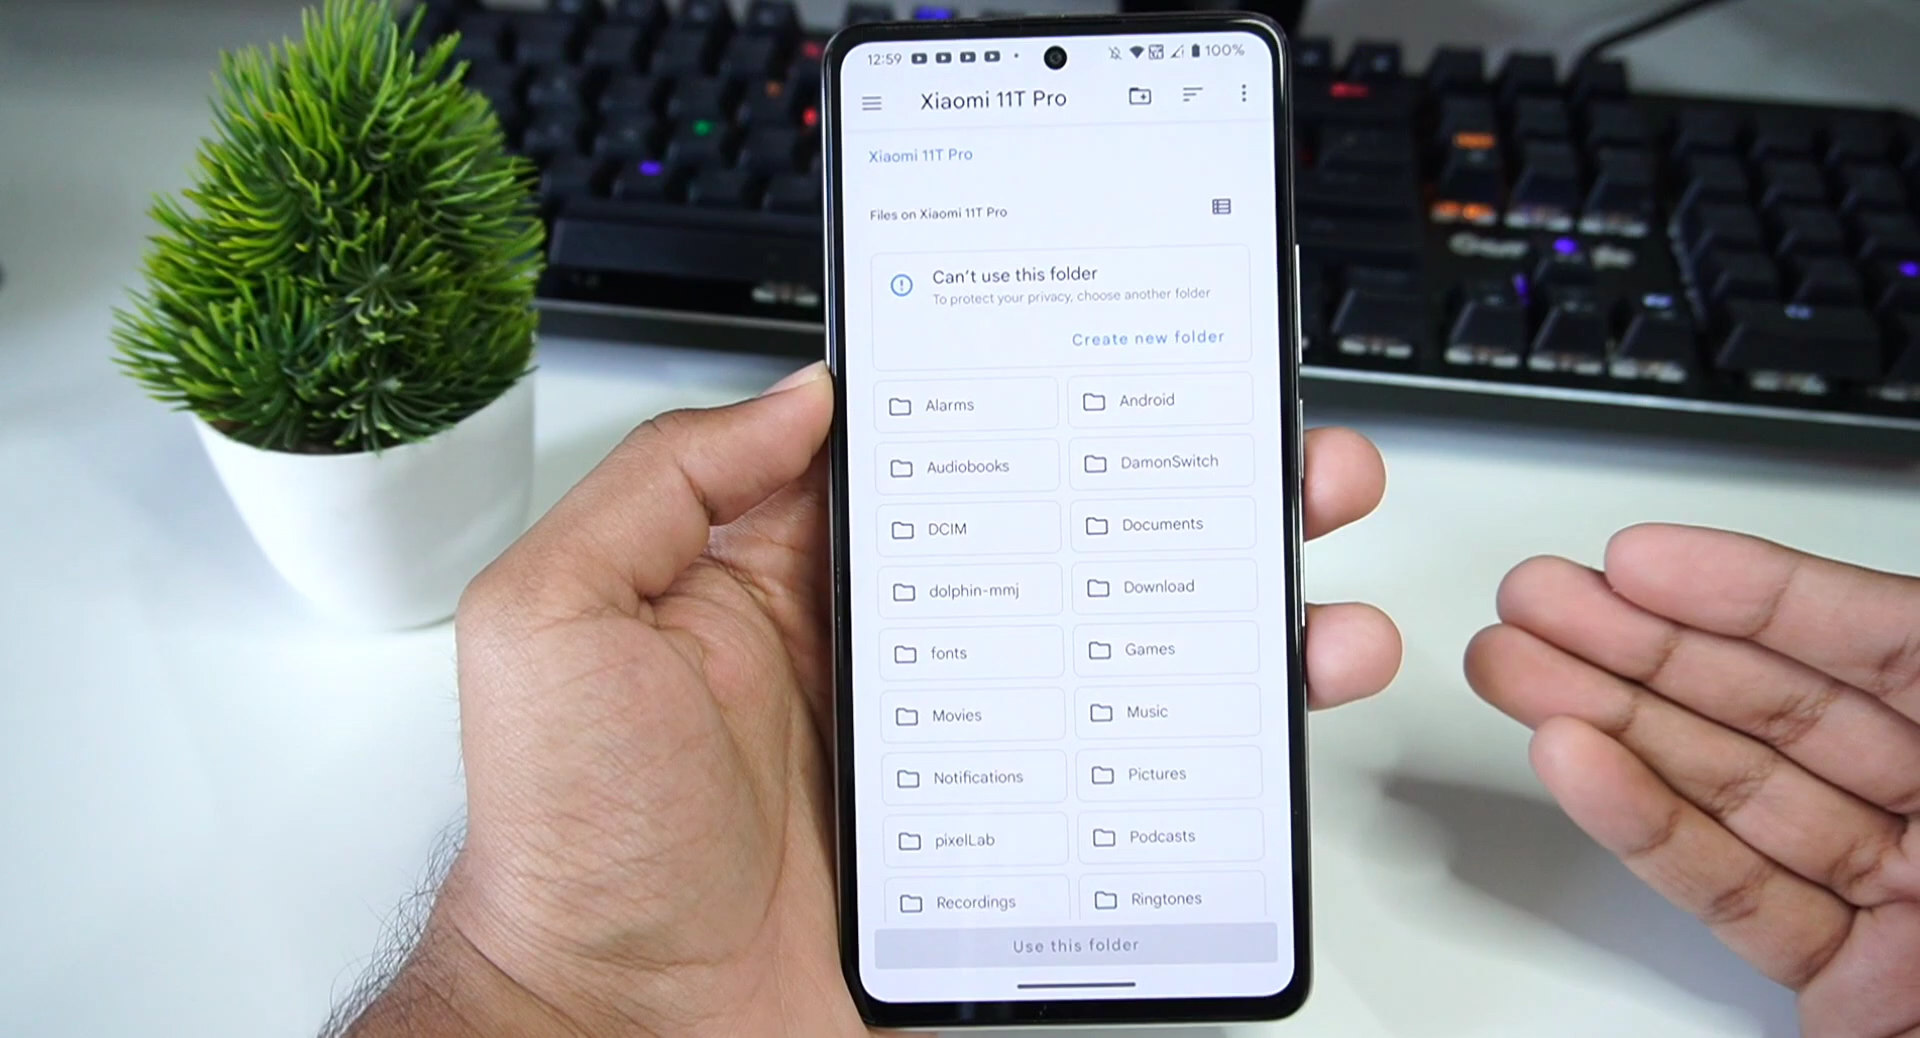 12:59 100%
Xiaomi 11T Pro
Xiaomi 11T Pro
Files on Xiaomi 11T Pro
Can't use this folder
To protect your privacy, choose another folder
Create new folder
Alarms Android
Audiobooks DamonSwitch
DCIM Documents
dolphin-mmj Download
fonts Games
Movies Music
Notifications Pictures
pixelLab Podcasts
Recordings Ringtones
Use this folder